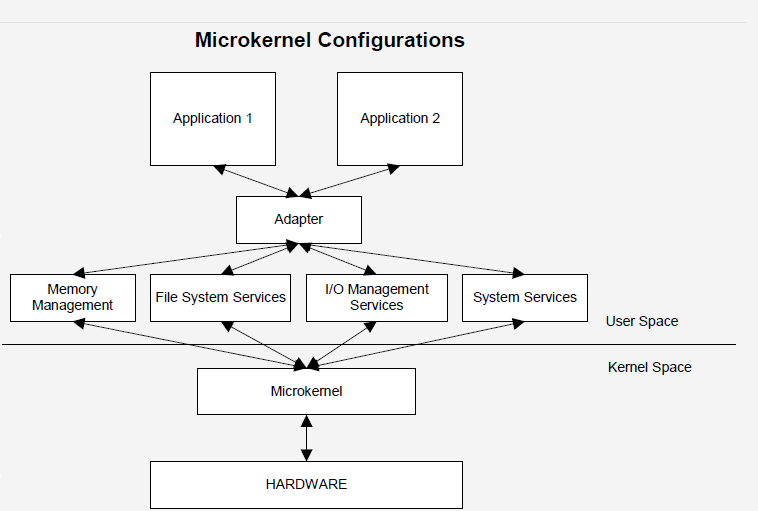 Microkernel Configurations
Application 1
Application 2
Adapter
Memory
Management
File System Services
I/O Management
Services
System Services
User Space
Kernel Space
Microkernel
HARDWARE